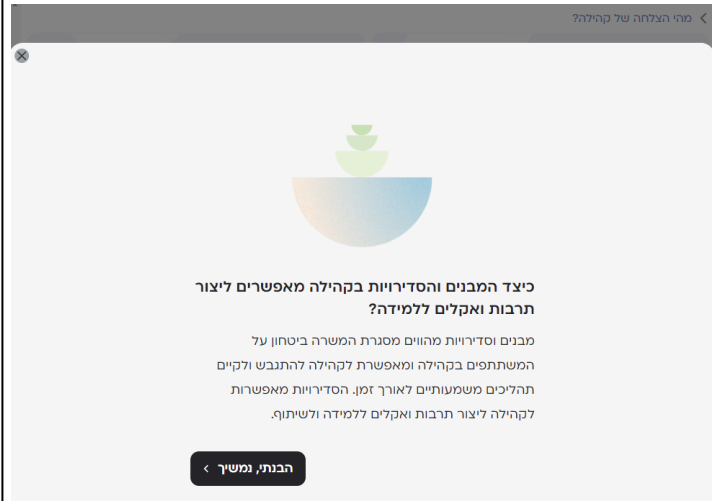 מהי הצלחה של קהילה?
כיצד המבנים והסדירויות בקהילה מאפשרים ליצור
תרבות ואקלים ללמידה?
מבנים וסדירויות מהווים מסגרת המשרה ביטחון על
המשתתפים בקהילה ומאפשרת לקהילה להתגבש ולקיים
תהליכים משמעותיים לאורך זמן. הסדירויות מאפשרות
לקהילה ליצור תרבות ואקלים ללמידה ולשיתוף.
הבנתי, נמשיך